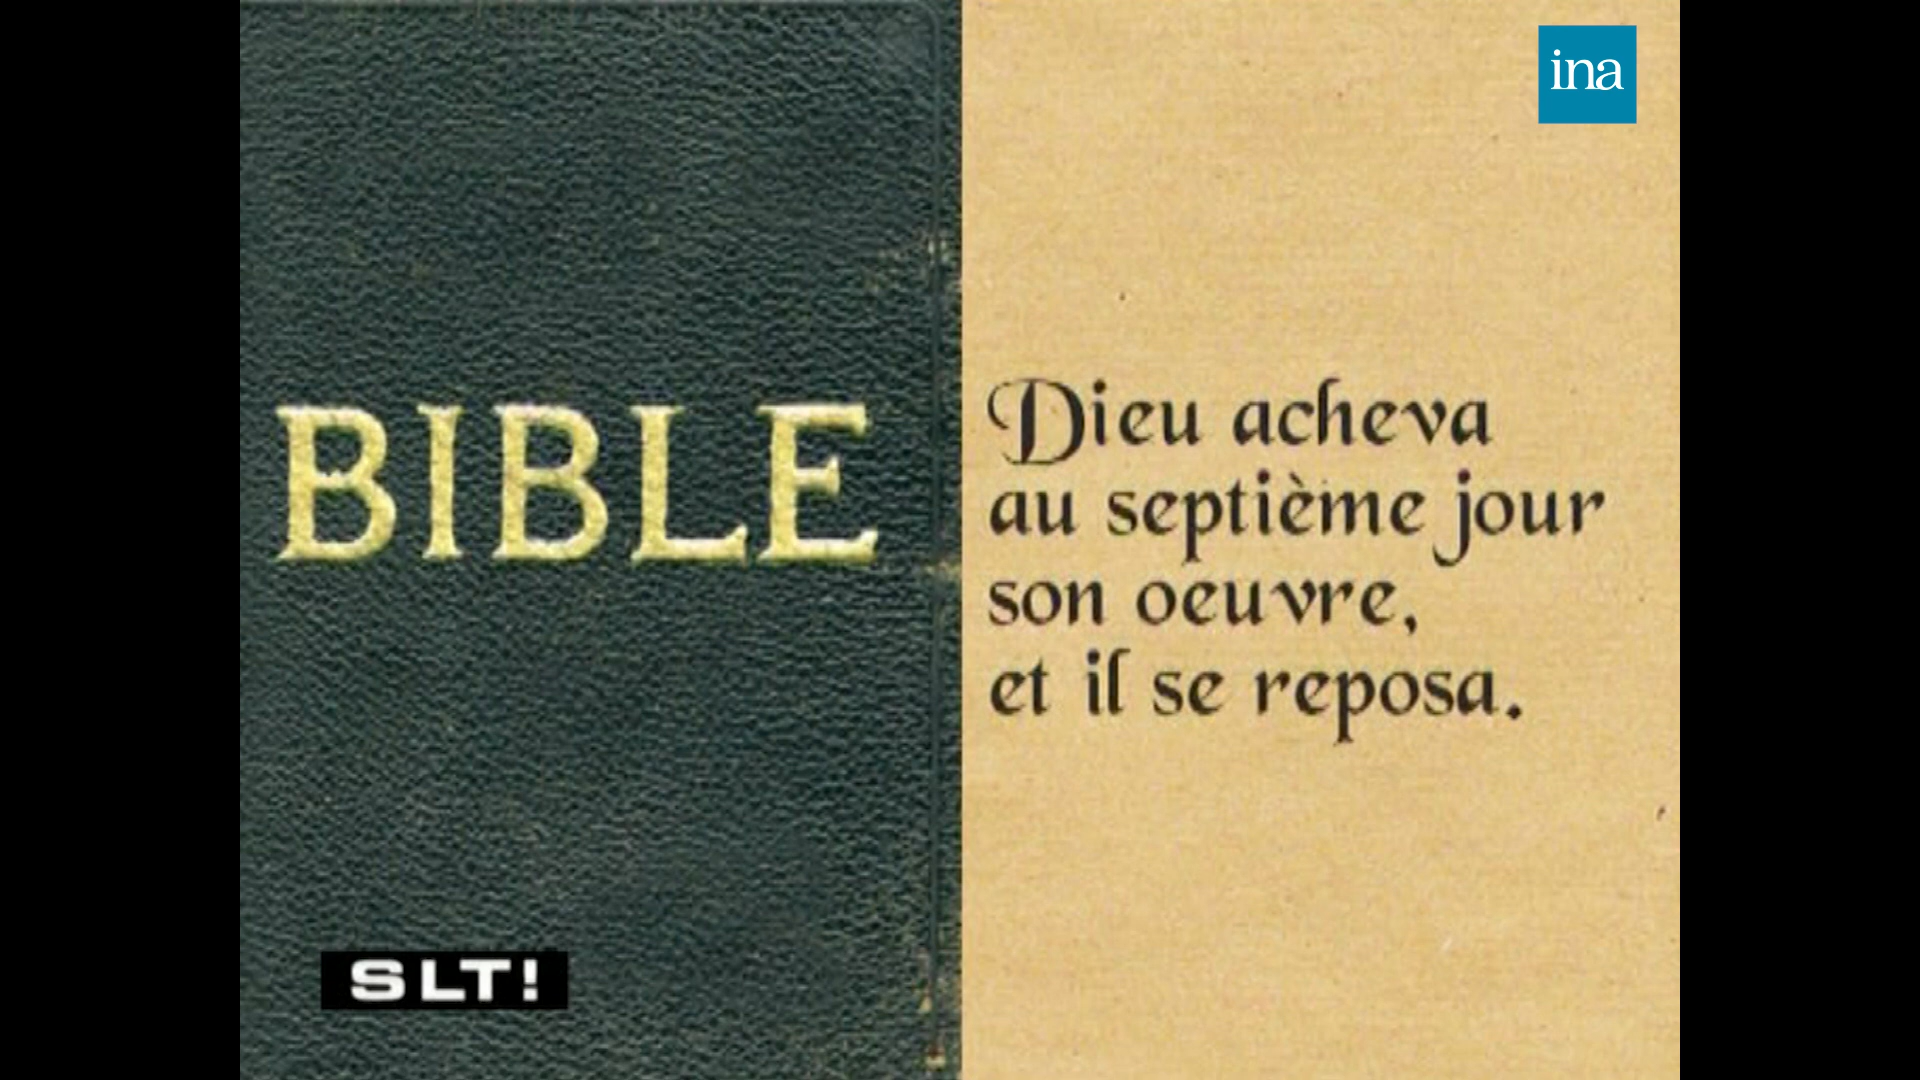 ina
BIBLE
Dieu acheva
au septième jour
son oeuvre,
et il se reposa.
SLT!